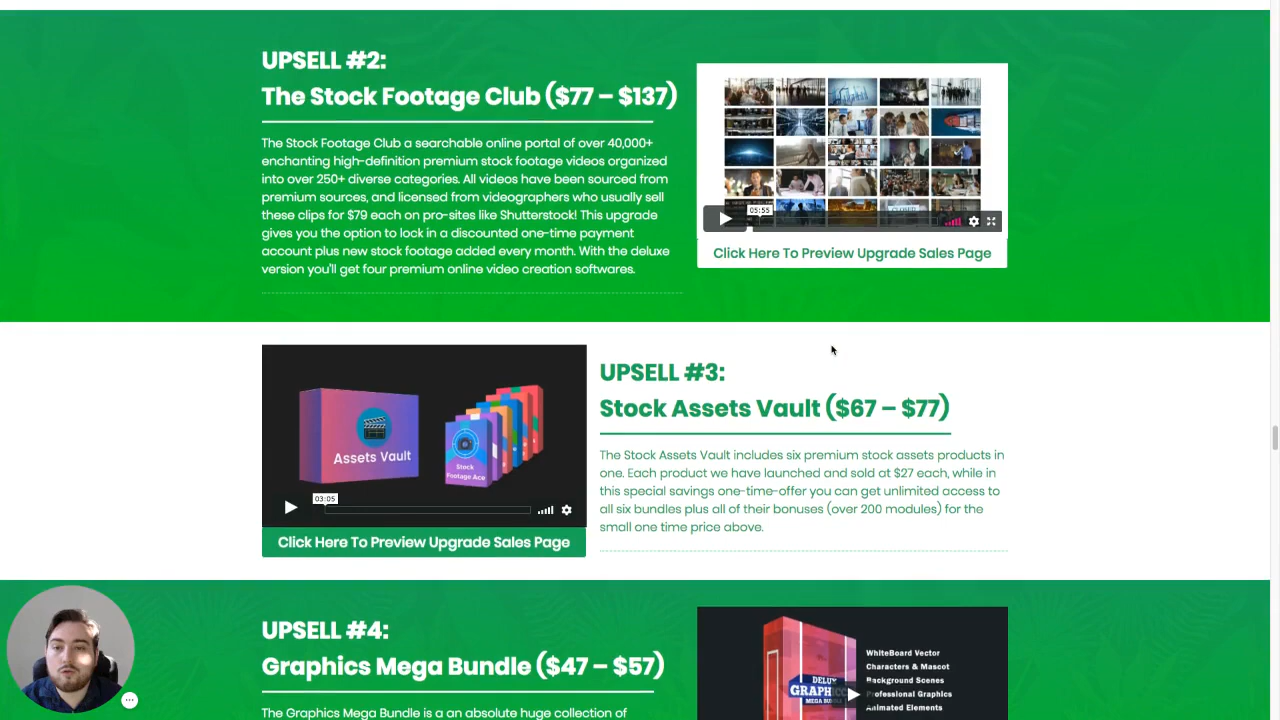 UPSELL #2:
The Stock Footage Club ($77 – $137)
The Stock Footage Club a searchable online portal of over 40,000+
enchanting high-definition premium stock footage videos organized
into over 250+ diverse categories. All videos have been sourced from
premium sources, and licensed from videographers who usually sell
these clips for $79 each on pro-sites like Shutterstock! This upgrade
gives you the option to lock in a discounted one-time payment
account plus new stock footage added every month. With the deluxe
version you'll get four premium online video creation softwares.
05:55
Click Here To Preview Upgrade Sales Page
Assets Vault
Stock
Footage Ace
03:05
Click Here To Preview Upgrade Sales Page
UPSELL #3:
Stock Assets Vault ($67 – $77)
The Stock Assets Vault includes six premium stock assets products in
one. Each product we have launched and sold at $27 each, while in
this special savings one-time-offer you can get unlimited access to
all six bundles plus all of their bonuses (over 200 modules) for the
small one time price above.
UPSELL #4:
Graphics Mega Bundle ($47 – $57)
The Graphics Mega Bundle is a an absolute huge collection of
WhiteBoard Vector
Characters & Mascot
Background Scenes
Professional Graphics
Animated Elements